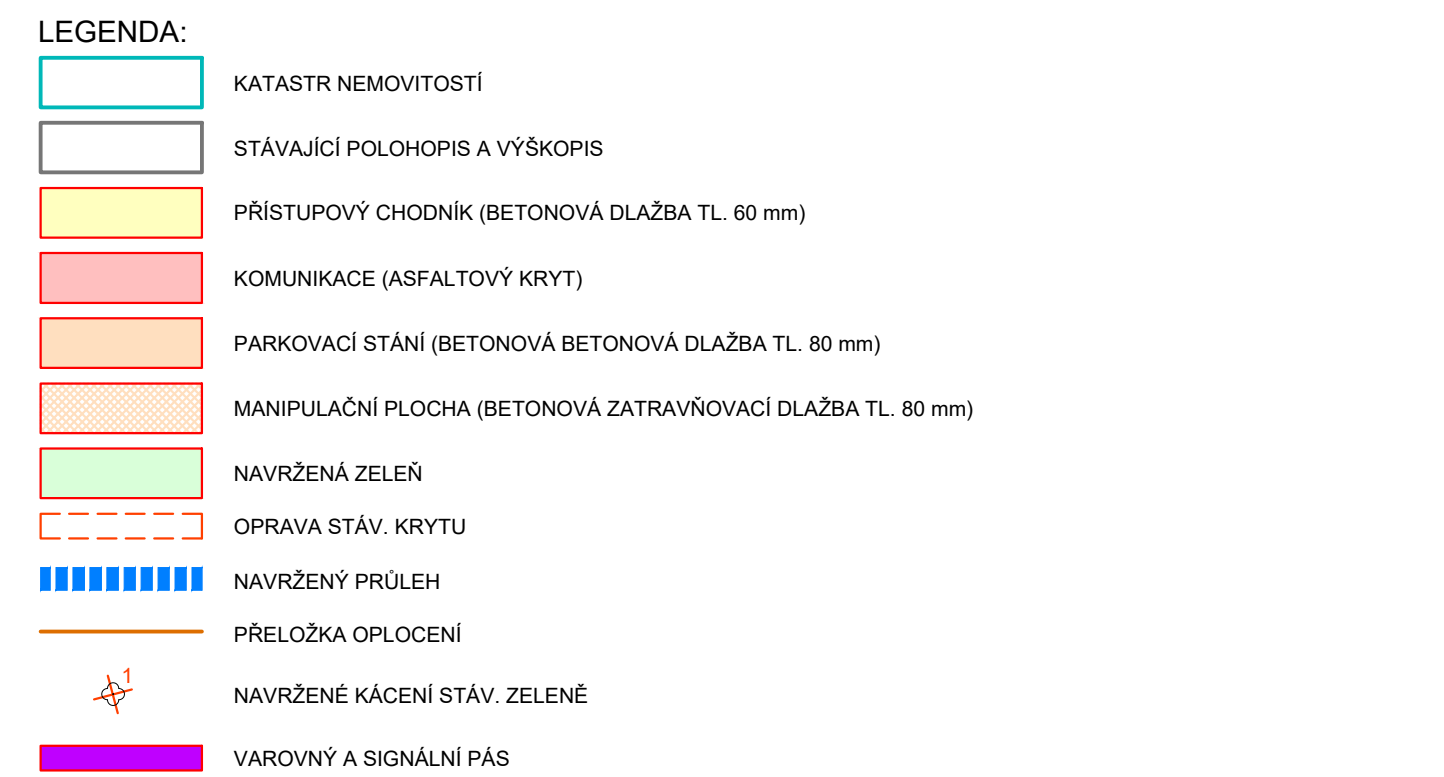 LEGENDA:
KATASTR NEMOVITOSTÍ
STÁVAJÍCÍ POLOHOPIS A VÝŠKOPIS
PŘÍSTUPOVÝ CHODNÍK (BETONOVÁ DLAŽBA TL. 60 mm)
KOMUNIKACE (ASFALTOVÝ KRYT)
PARKOVACÍ STÁNÍ (BETONOVÁ BETONOVÁ DLAŽBA TL. 80 mm)
MANIPULAČNÍ PLOCHA (BETONOVÁ ZATRAVŇOVACÍ DLAŽBA TL. 80 mm)
NAVRŽENÁ ZELEŇ
OPRAVA STÁV. KRYTU
NAVRŽENÝ PRŮLEH
PŘELOŽKA OPLOCENÍ
1 NAVRŽENÉ KÁCENÍ STÁV. ZELENĚ
VAROVNÝ A SIGNÁLNÍ PÁS